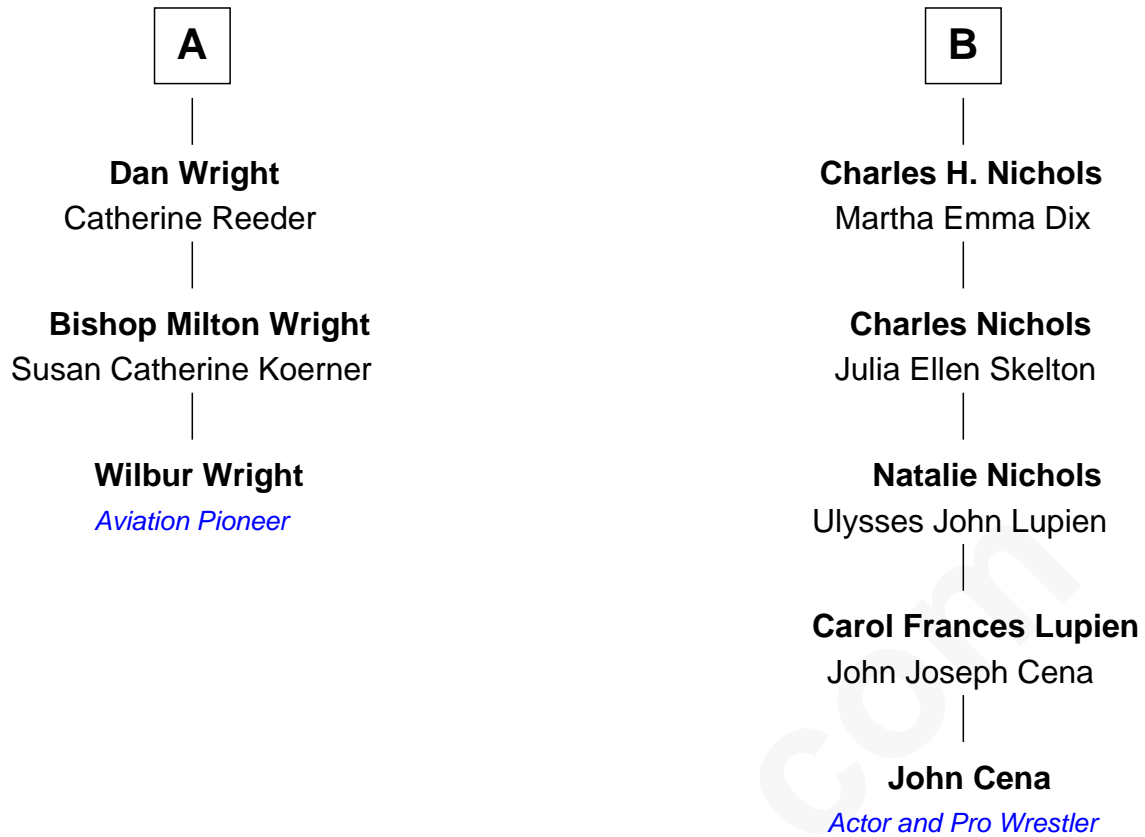 A
Dan Wright
Catherine Reeder
Bishop Milton Wright
Susan Catherine Koerner
Wilbur Wright
Aviation Pioneer
B
Charles H. Nichols
Martha Emma Dix
Charles Nichols
Julia Ellen Skelton
Natalie Nichols
Ulysses John Lupien
Carol Frances Lupien
John Joseph Cena
John Cena
Actor and Pro Wrestler
com